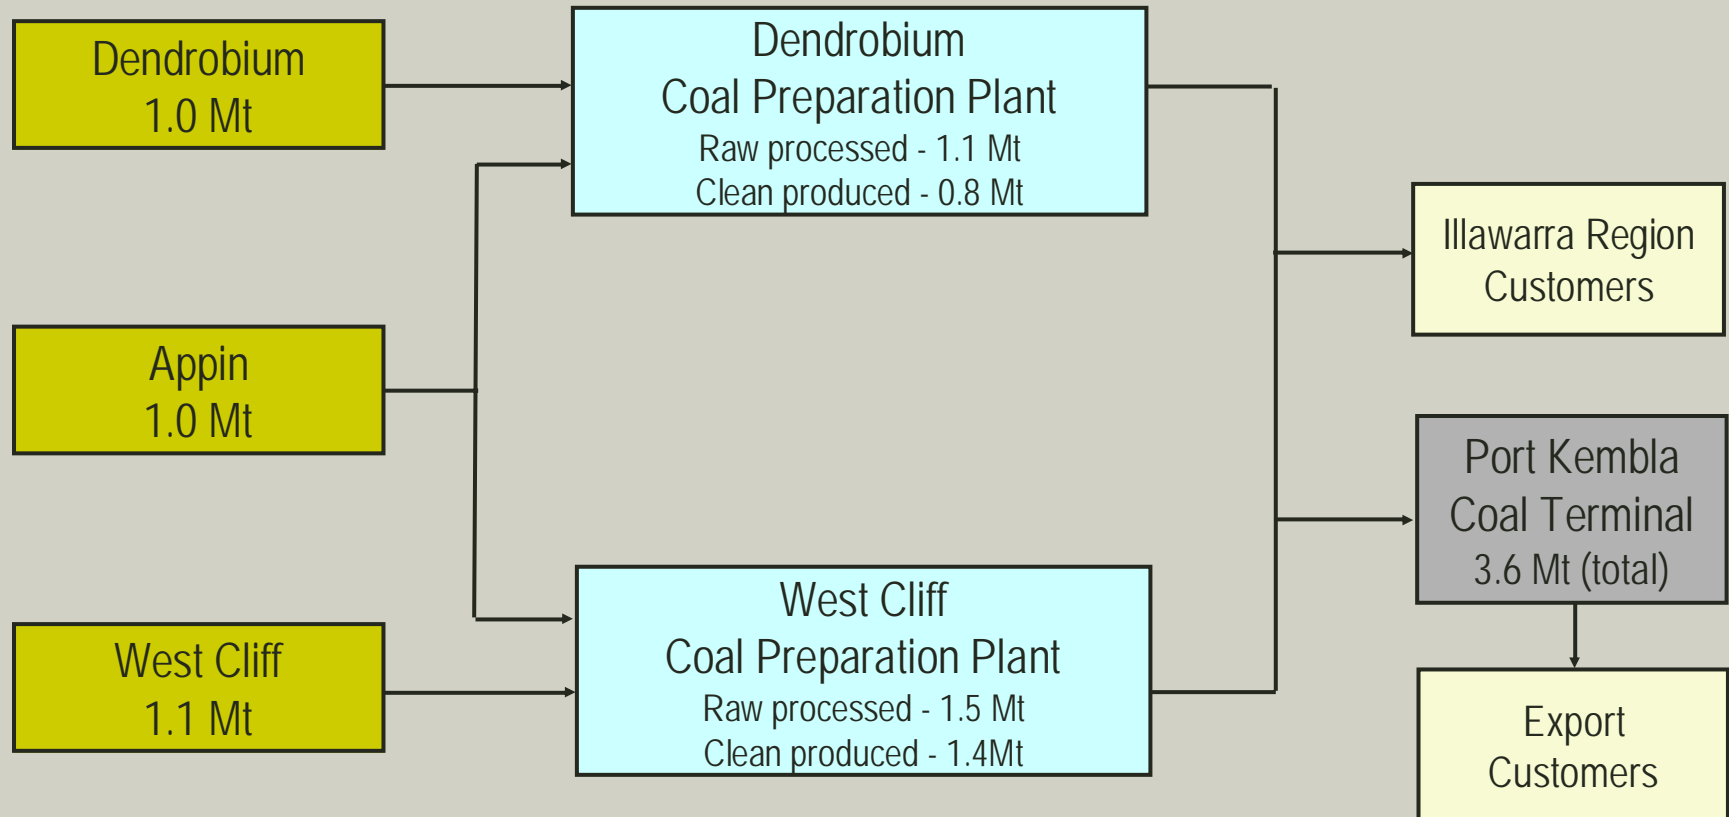 Dendrobium
1.0 Mt
Appin
1.0 Mt
West Cliff
1.1 Mt
Dendrobium
Coal Preparation Plant
Raw processed - 1.1 Mt
Clean produced - 0.8 Mt
West Cliff
Coal Preparation Plant
Raw processed - 1.5 Mt
Clean produced - 1.4Mt
Illawarra Region
Customers
Port Kembla
Coal Terminal
3.6 Mt (total)
Export
Customers